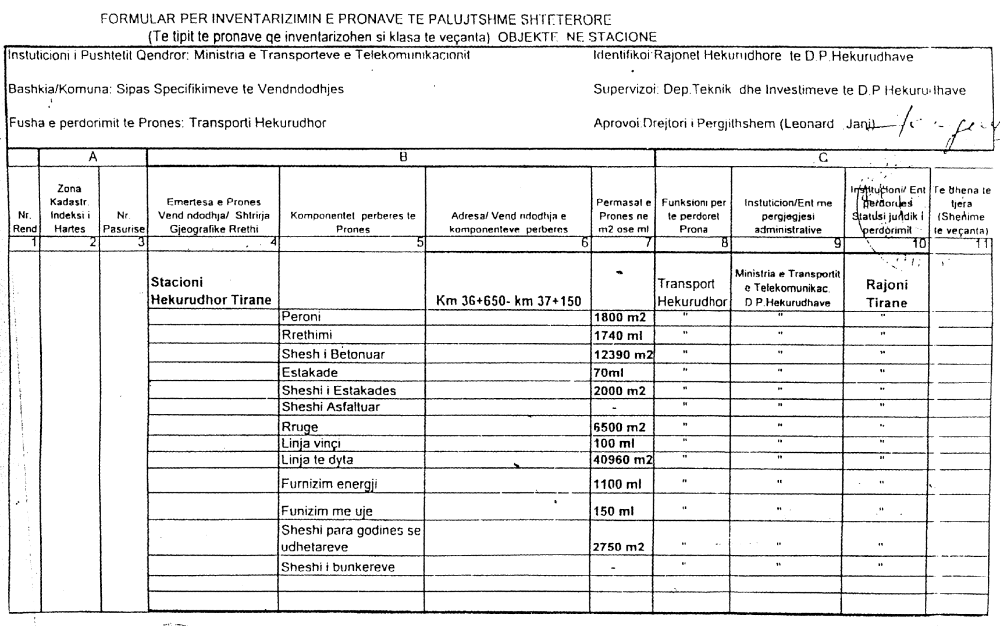 FORMULAR PER INVENTARIZIMIN E PRONAVE TE PALUJTSHME SHTETERORE
(Te tipit te pronave qe inventarizohen si klasa te veçanta) OBJEKTE NE STACIONE
Instuticioni i Pushtetit Qendror: Ministria e Transporteve e Telekomunikacionit
Identifikoi: Rajonet Hekurudhore te D.P.Hekurudhave
Bashkia/Komuna: Sipas Specifikimeve te Vendndodhjes
Supervizoi: Dep.Teknik dhe Investimeve te D.P Hekurudhave
Fusha e perdorimit te Prones: Transporti Hekurudhor
Aprovoi:Drejtori i Pergjithshem (Leonard Jani)
A B C
Nr. Rend
Zona Kadastr. Indeksi i Hartes
Nr. Pasurise
Emertesa e Prones Vend ndodhja/ Shtrirja Gjeografike Rrethi
Komponentet perberes te Prones
Adresa/ Vend ndodhja e komponenteve perberes
Permasat e Prones ne m2 ose ml
Funksioni per te perdoret Prona
Instuticion/Ent me pergjegjesi administrative
Institucioni/ Ent perdorues Statusi juridik i perdorimit
Te dhena te tjera (Shenime te veçanta)
1 2 3 4 5 6 7 8 9 10 11
Stacioni Hekurudhor Tirane Km 36+650- km 37+150 - Transport Hekurudhor Ministria e Transportit e Telekomunikac. D P.Hekurudhave Rajoni Tirane
Peroni 1800 m2 " " "
Rrethimi 1740 ml " " "
Shesh i Betonuar 12390 m2 " " "
Estakade 70ml " " "
Sheshi i Estakades 2000 m2 " " "
Sheshi Asfaltuar - " " "
Rruge 6500 m2 " " "
Linja vinçi 100 ml " " "
Linja te dyta 40960 m2 " " "
Furnizim energji 1100 ml " " "
Funizim me uje 150 ml " " "
Sheshi para godines se
udhetareve 2750 m2 " " "
Sheshi i bunkereve - " " "